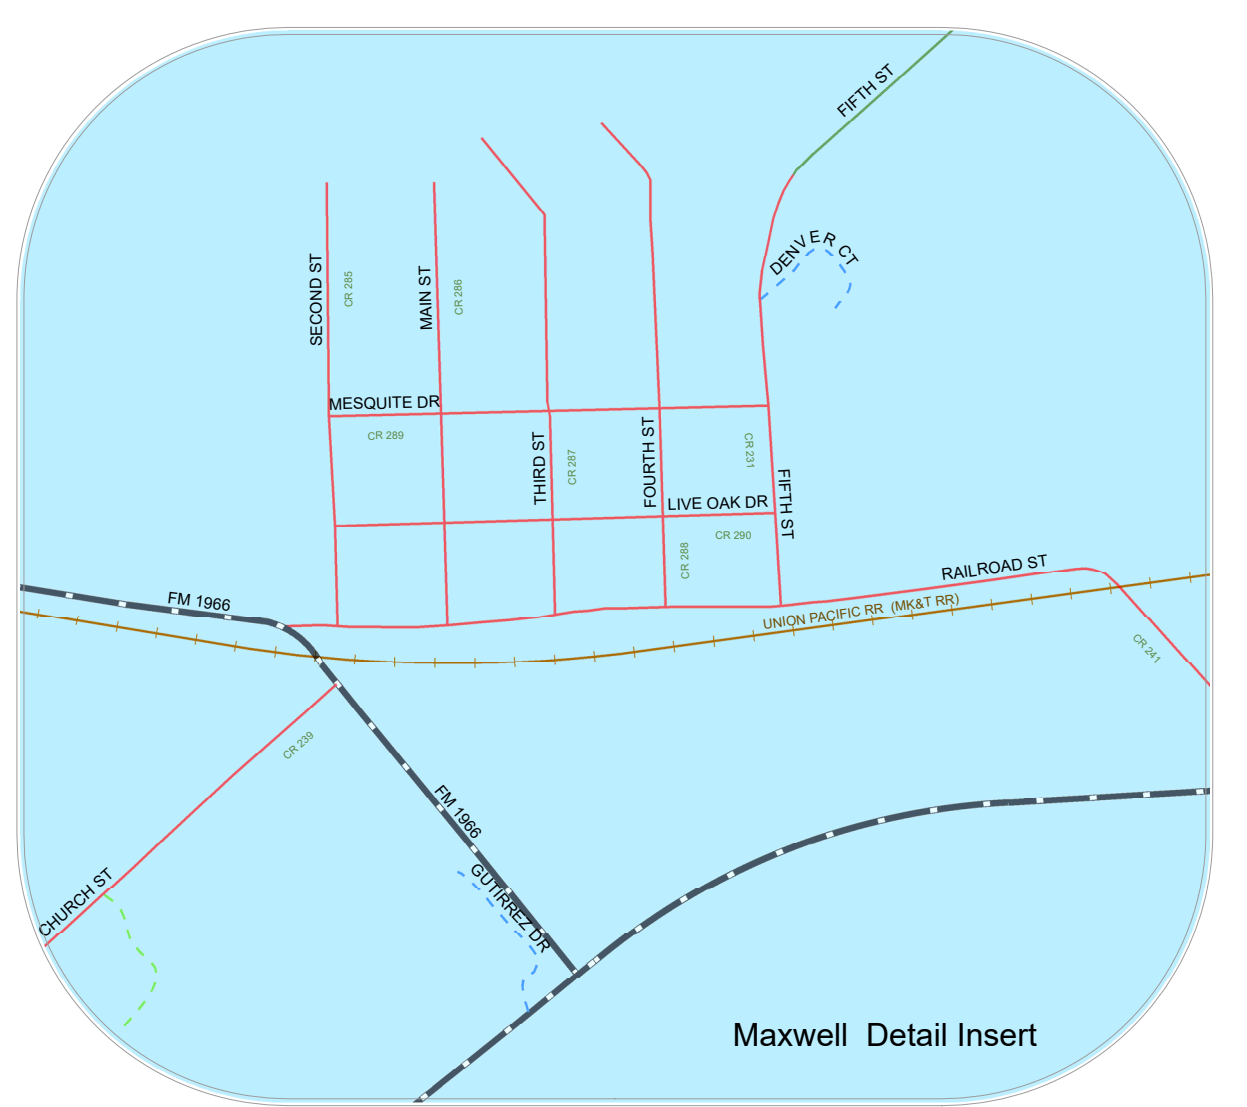 FIFTH ST
DENVER CT
SECOND ST
CR 285
MAIN ST
CR 286
MESQUITE DR
CR 289
THIRD ST
CR 287
FOURTH ST
CR 231
FIFTH ST
LIVE OAK DR
CR 290
CR 288
RAILROAD ST
FM 1966
UNION PACIFIC RR (MK&T RR)
CR 241
CR 239
FM 1966
GUTIRREZ DR
CHURCH ST
Maxwell Detail Insert